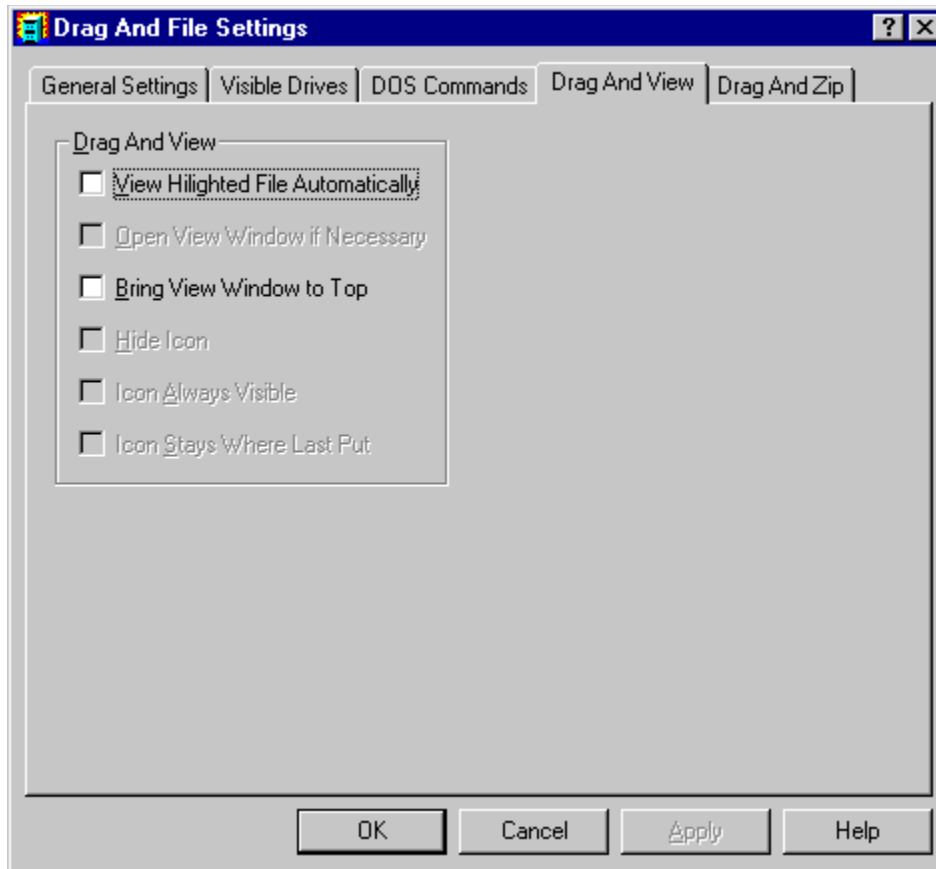 Drag And File Settings
General Settings Visible Drives DOS Commands Drag And View Drag And Zip
Drag And View
View Hilighted File Automatically
Open View Window if Necessary
Bring View Window to Top
Hide Icon
Icon Always Visible
Icon Stays Where Last Put
OK Cancel Apply Help